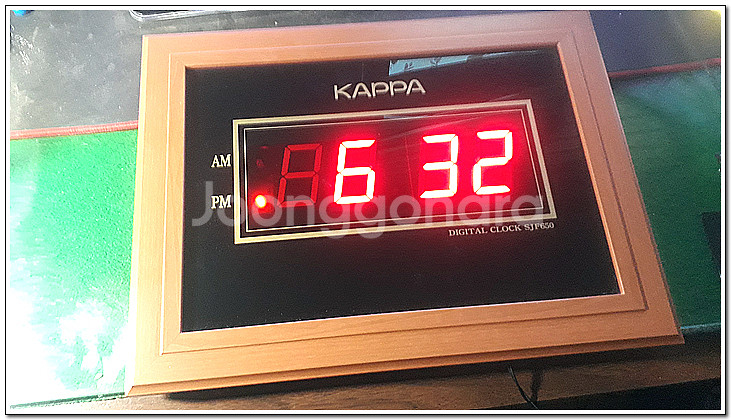 KAPPA
AM
6 32
PM
Joonggonara
DIGITAL CLOCK SJF650